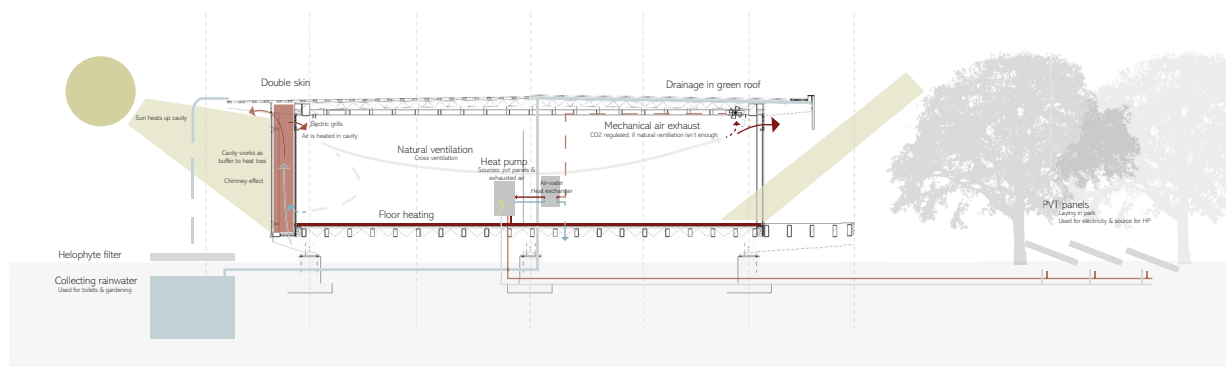 Double skin
Drainage in green roof
Sun heats up cavity
Electric grills
Air is heated in cavity
Mechanical air exhaust
CO2 regulated, if natural ventilation isn't enough
Cavity works as
buffer to heat loss
Natural ventilation
Cross ventilation
Heat pump
Sources: pvt panels &
exhausted air
Chimney effect
Air-water
Heat exchanger
Floor heating
PVT panels
Laying in park
Used for electricity & source for HP
Helophyte filter
Collecting rainwater
Used for toilets & gardening